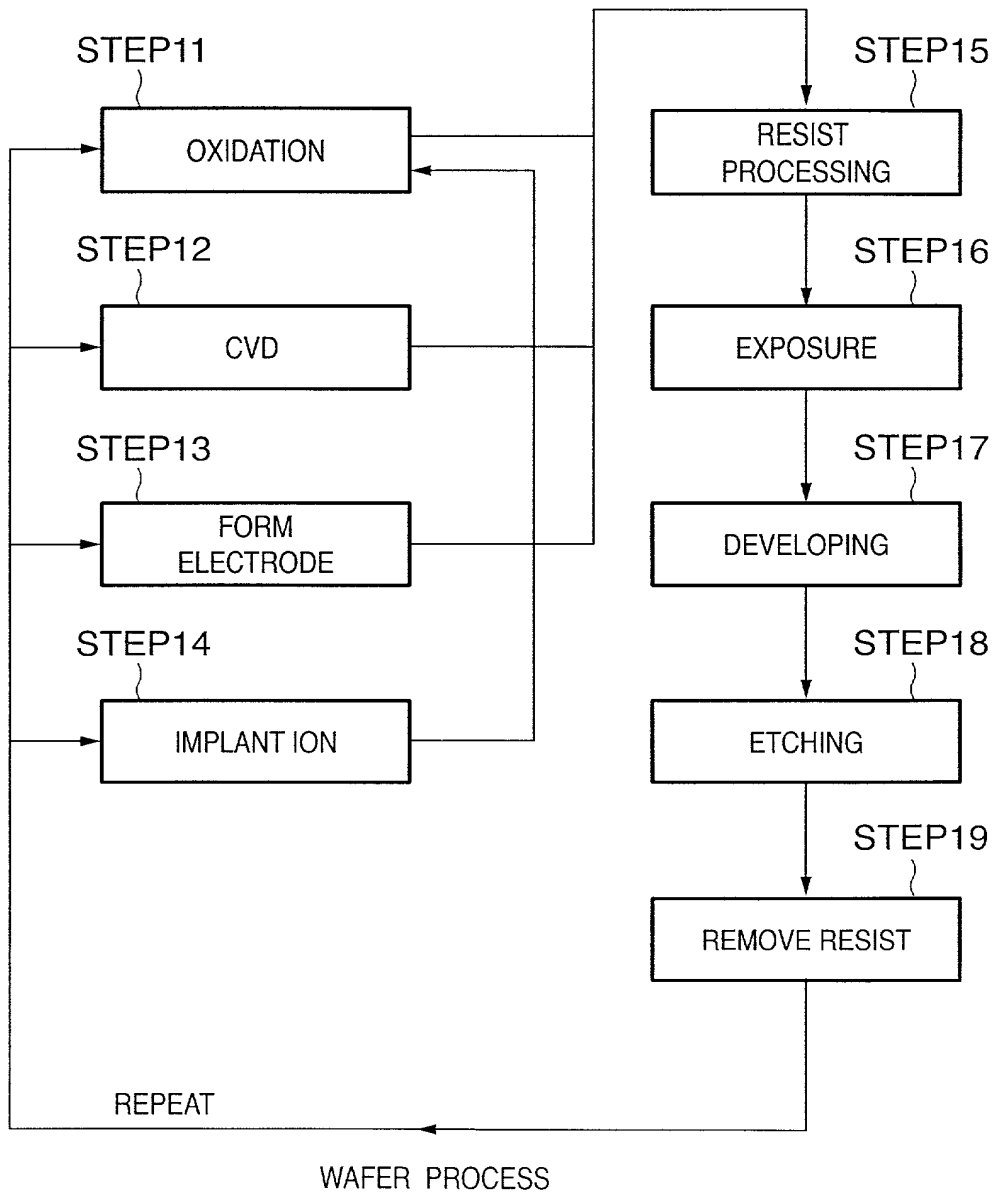 STEP11
OXIDATION
STEP12
CVD
STEP13
FORM
ELECTRODE
STEP14
IMPLANT ION
STEP15
RESIST
PROCESSING
STEP16
EXPOSURE
STEP17
DEVELOPING
STEP18
ETCHING
STEP19
REMOVE RESIST
REPEAT
WAFER PROCESS